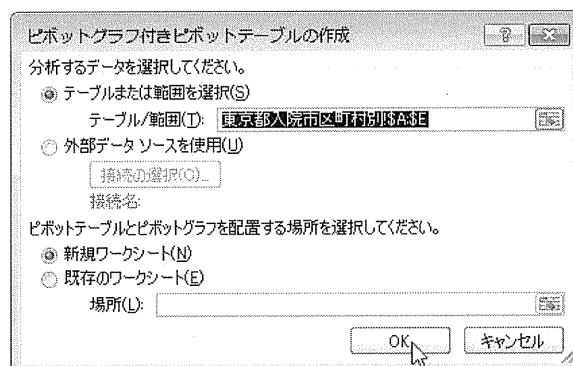 ピボットグラフ付きピボットテーブルの作成
分析するデータを選択してください。
テーブルまたは範囲を選択(S)
テーブル/範囲(T): 東京都入院市区町村別!$A:$E
外部データ ソースを使用(U)
接続の選択(C)...
接続名:
ピボットテーブルとピボットグラフを配置する場所を選択してください。
新規ワークシート(N)
既存のワークシート(E)
場所(L):
OK キャンセル